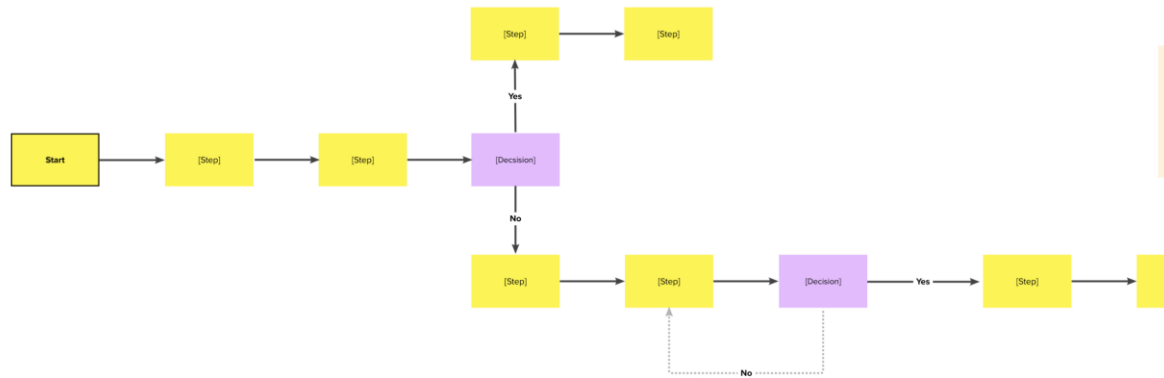 [Step]
[Step]
Yes
Start
[Step]
[Step]
[Decsision]
No
[Step]
[Step]
[Decision]
Yes
[Step]
No